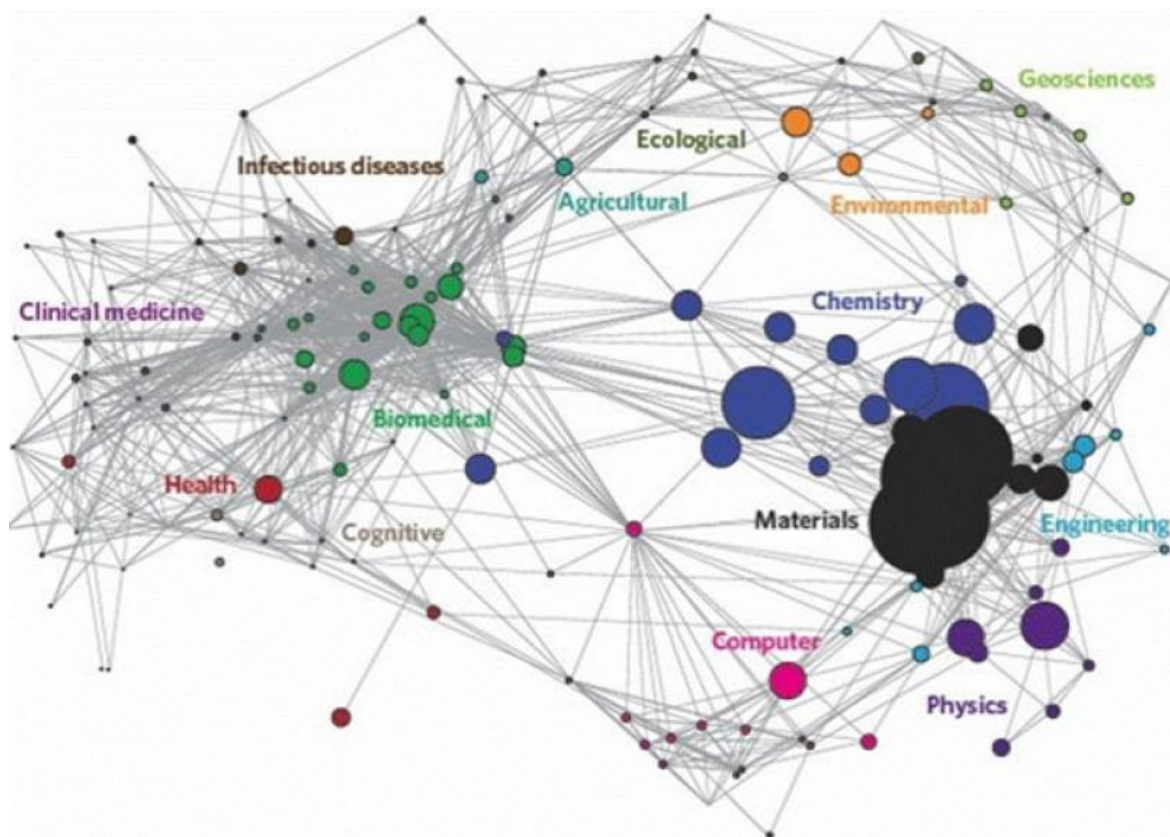 Geosciences
Ecological
Infectious diseases
Agricultural
Environmental
Clinical medicine
Chemistry
Biomedical
Health
Materials
Engineering
Cognitive
Computer
Physics